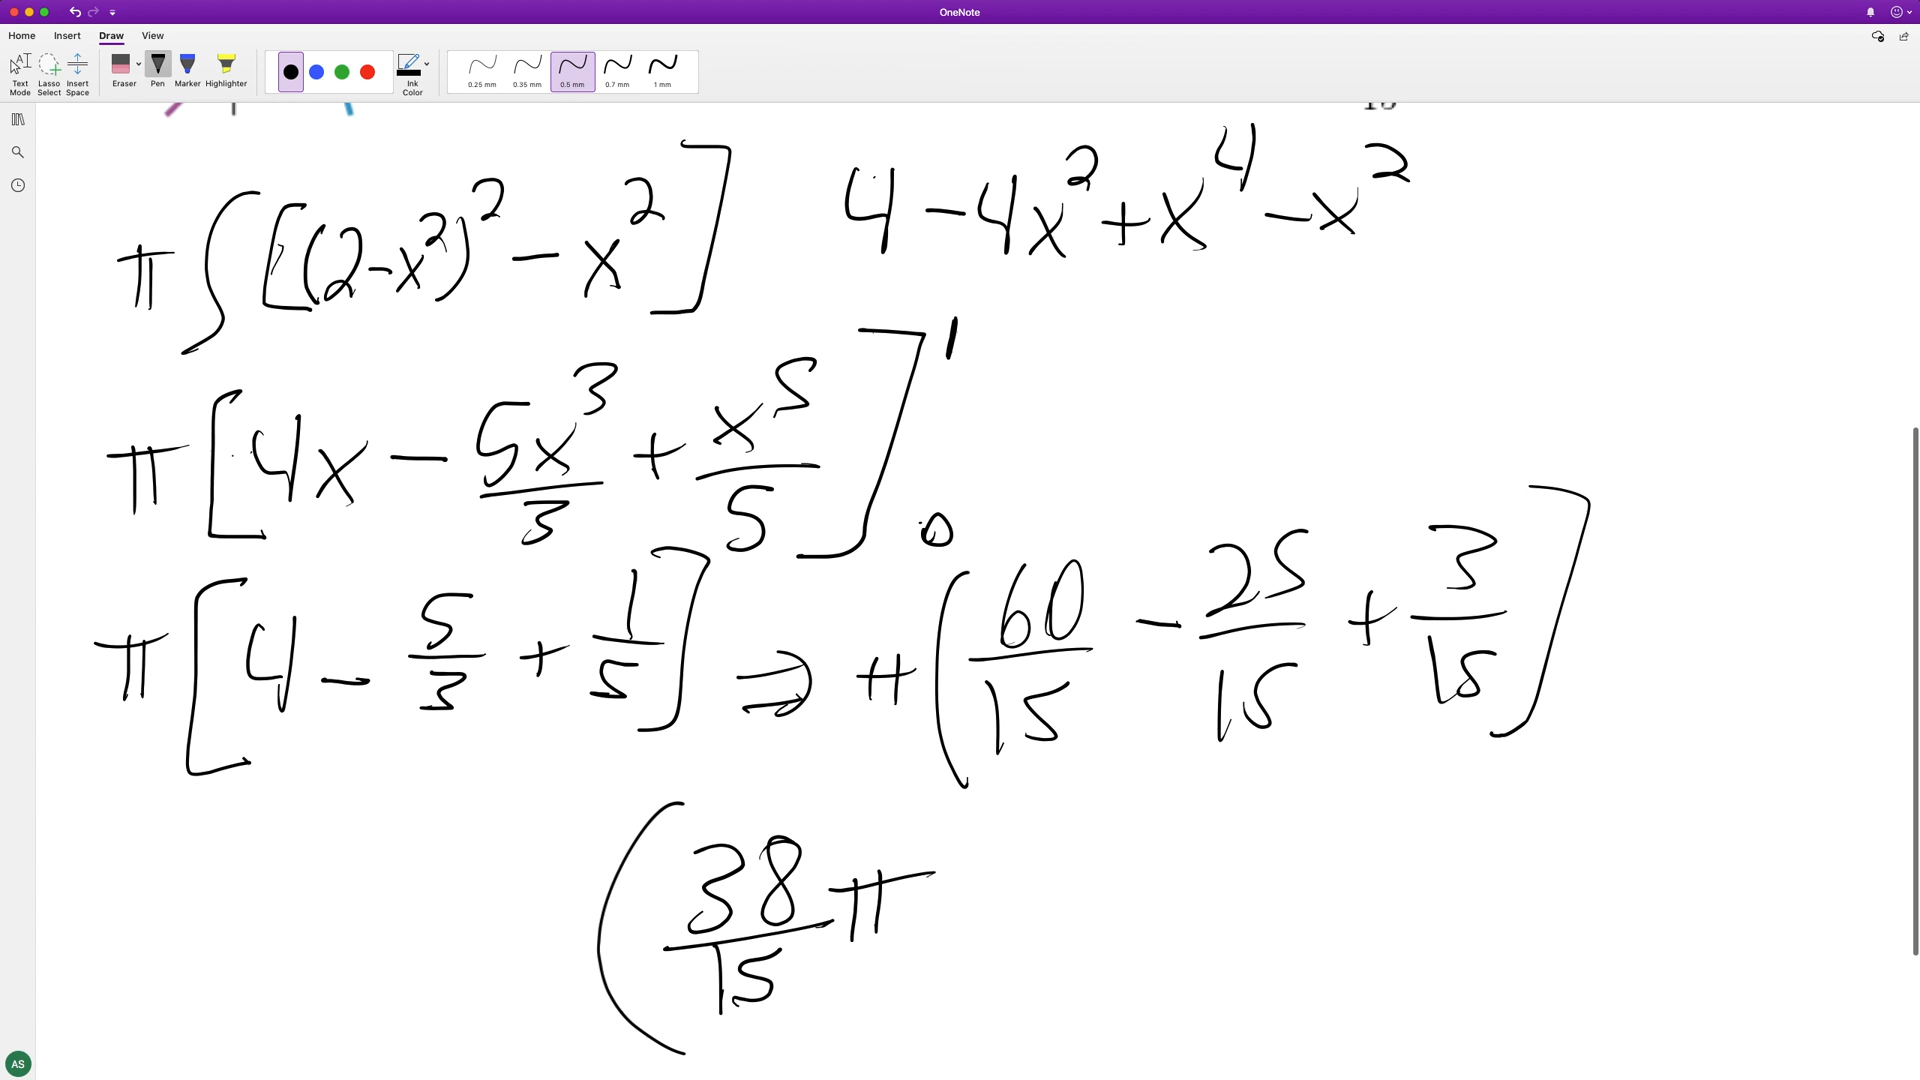 OneNote
Home Insert Draw View
Text Mode Lasso Select Insert Space Eraser Pen Marker Highlighter Ink Color 0.25 mm 0.35 mm 0.5 mm 0.7 mm 1 mm
π ∫ [(2-x²)² - x²] 4 - 4x² + x⁴ - x²
π [4x - 5x³/3 + x⁵/5]₀¹
π [4 - 5/3 + 1/5] ⇒ π (60/15 - 25/15 + 3/15]
(38/15 π
AS